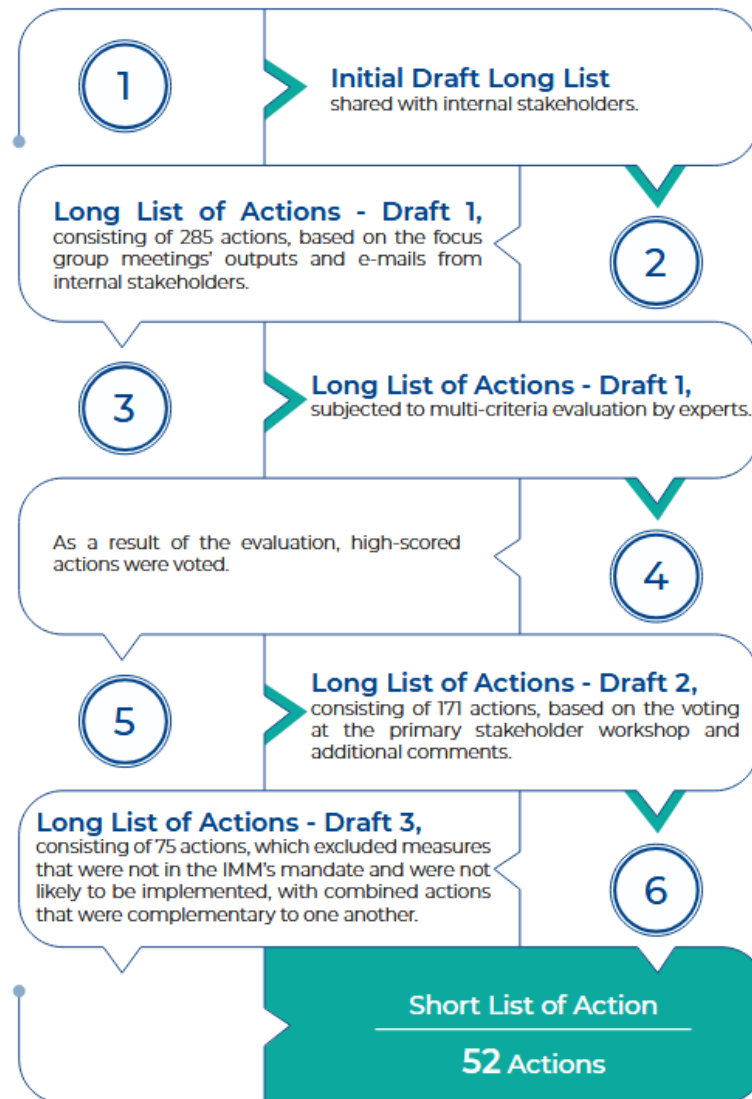 1
Initial Draft Long List
shared with internal stakeholders.
Long List of Actions - Draft 1,
consisting of 285 actions, based on the focus
group meetings' outputs and e-mails from
internal stakeholders.
2
3
Long List of Actions - Draft 1,
subjected to multi-criteria evaluation by experts.
As a result of the evaluation, high-scored
actions were voted.
4
5
Long List of Actions - Draft 2,
consisting of 171 actions, based on the voting
at the primary stakeholder workshop and
additional comments.
Long List of Actions - Draft 3,
consisting of 75 actions, which excluded measures
that were not in the IMM's mandate and were not
likely to be implemented, with combined actions
that were complementary to one another.
6
Short List of Action
52 Actions